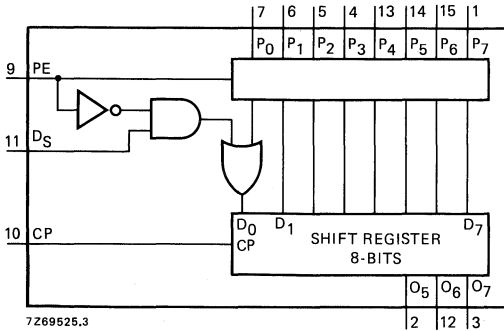 7 6 5 4 13 14 15 1
P0 P1 P2 P3 P4 P5 P6 P7
9 PE
11 DS
D0 D1 D7
10 CP CP
SHIFT REGISTER
8-BITS
O5 O6 O7
7Z69525.3 2 12 3